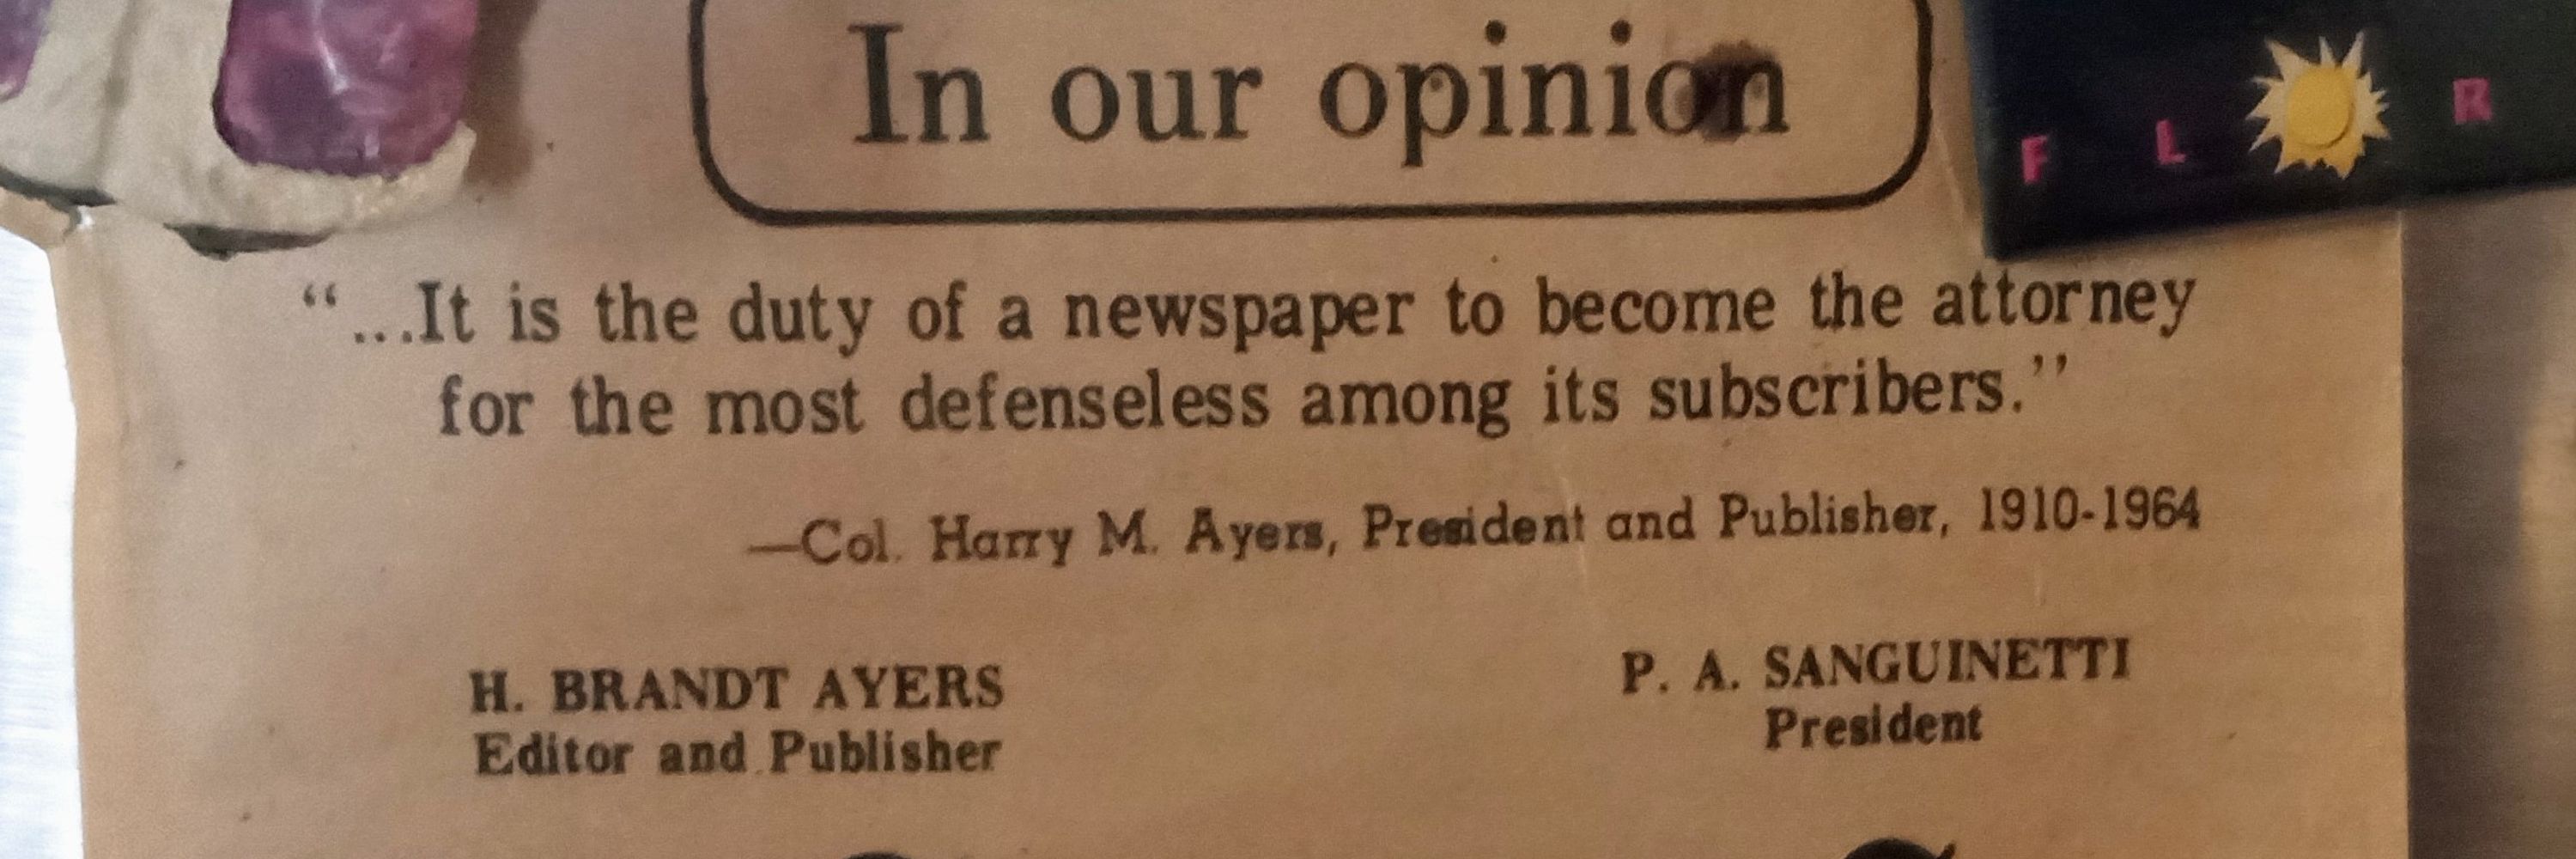 In our opinion
F L R
“...It is the duty of a newspaper to become the attorney
for the most defenseless among its subscribers.”
—Col. Harry M. Ayers, President and Publisher, 1910-1964
H. BRANDT AYERS
Editor and Publisher
P. A. SANGUINETTI
President